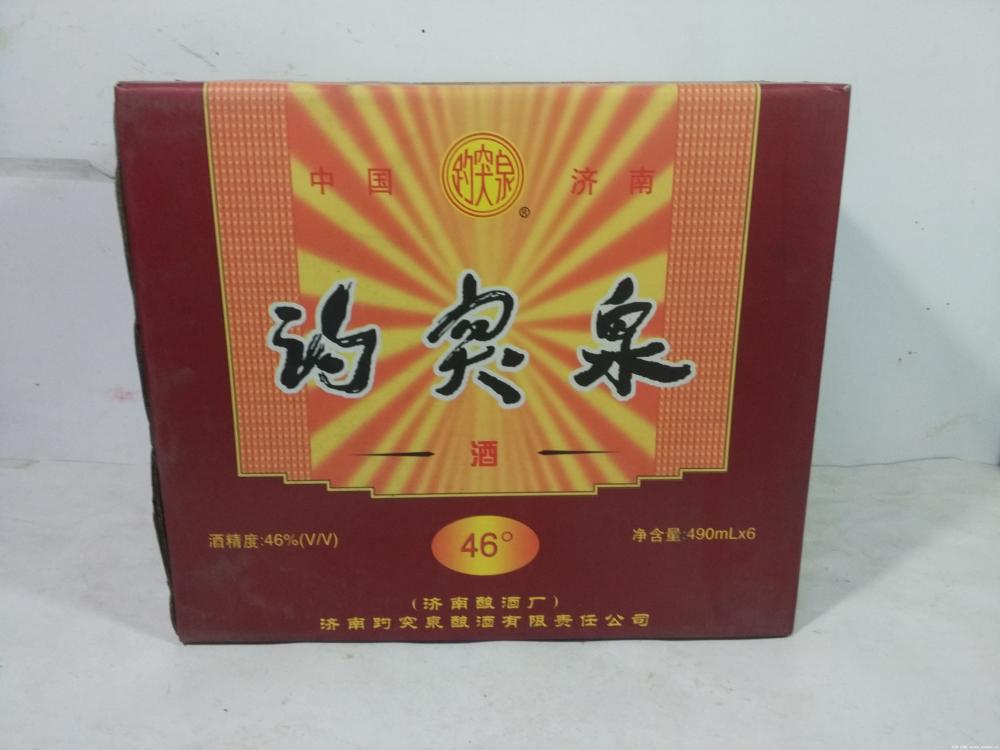 中国 趵突泉 济南
®
趵突泉
酒
酒精度:46%(V/V) 46° 净含量:490mLx6
(济南酿酒厂)
济南趵突泉酿酒有限责任公司